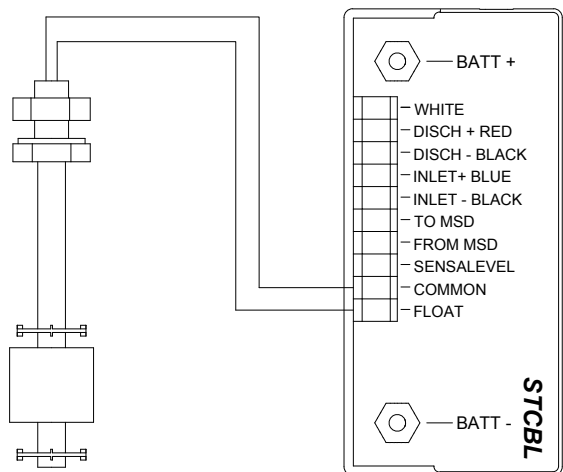 BATT +
WHITE
DISCH + RED
DISCH - BLACK
INLET+ BLUE
INLET - BLACK
TO MSD
FROM MSD
SENSALEVEL
COMMON
FLOAT
STCBL
BATT -